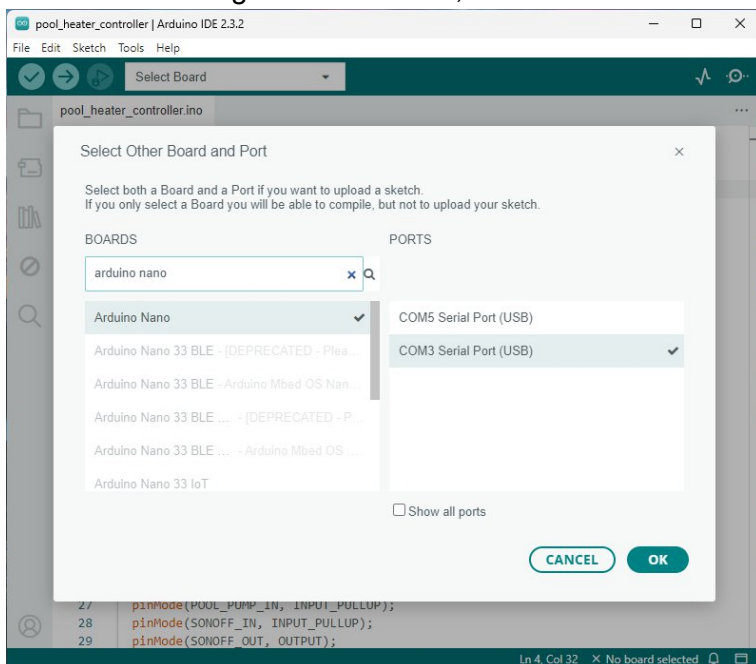 pool_heater_controller | Arduino IDE 2.3.2
File Edit Sketch Tools Help
Select Board
pool_heater_controller.ino
Select Other Board and Port
Select both a Board and a Port if you want to upload a sketch.
If you only select a Board you will be able to compile, but not to upload your sketch.
BOARDS
PORTS
arduino nano
Arduino Nano
COM5 Serial Port (USB)
Arduino Nano 33 BLE - [DEPRECATED - Plea...
COM3 Serial Port (USB)
Arduino Nano 33 BLE - Arduino Mbed OS Nan...
Arduino Nano 33 BLE ... - [DEPRECATED - P...
Arduino Nano 33 BLE ... - Arduino Mbed OS ...
Arduino Nano 33 IoT
Show all ports
CANCEL OK
27 pinMode(POOL_PUMP_IN, INPUT_PULLUP);
28 pinMode(SONOFF_IN, INPUT_PULLUP);
29 pinMode(SONOFF_OUT, OUTPUT);
Ln 4, Col 32 × No board selected